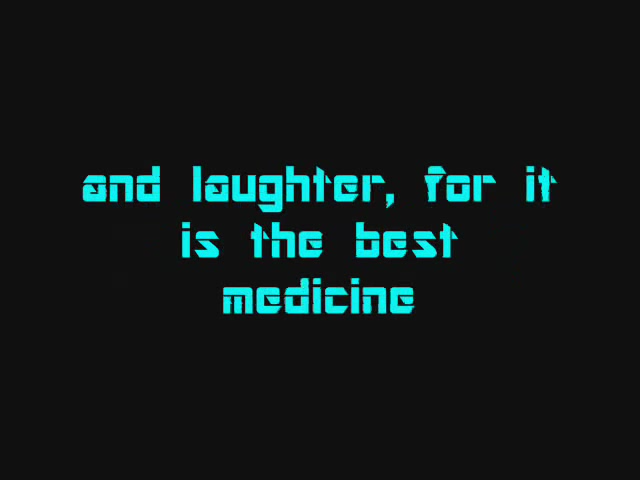 and laughter, for it
is the best
medicine